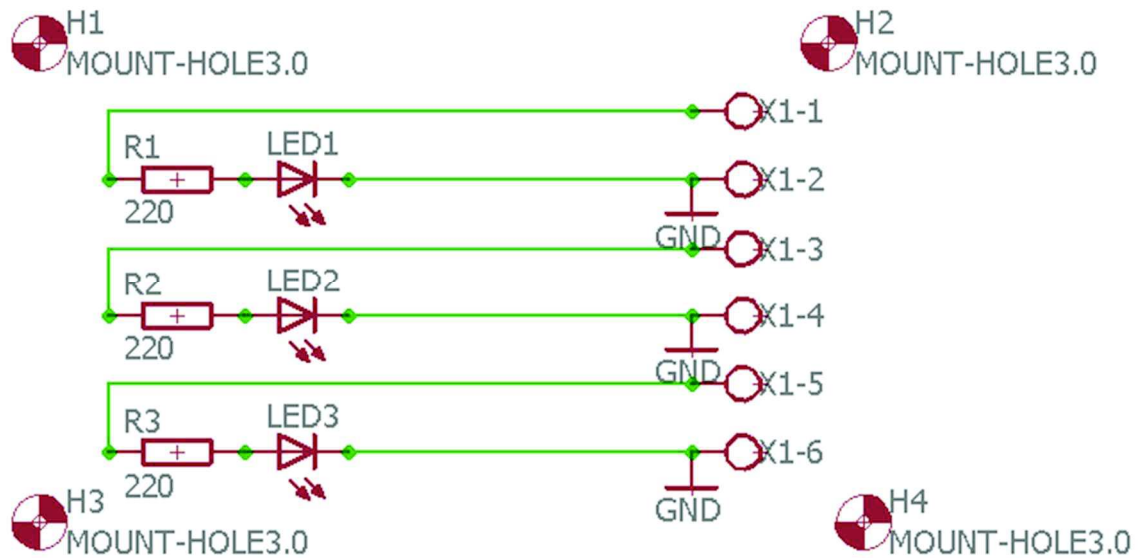 H1
MOUNT-HOLE3.0
H2
MOUNT-HOLE3.0
X1-1
R1
LED1
X1-2
220
GND
X1-3
R2
LED2
X1-4
220
GND
X1-5
R3
LED3
X1-6
220
GND
H3
MOUNT-HOLE3.0
H4
MOUNT-HOLE3.0